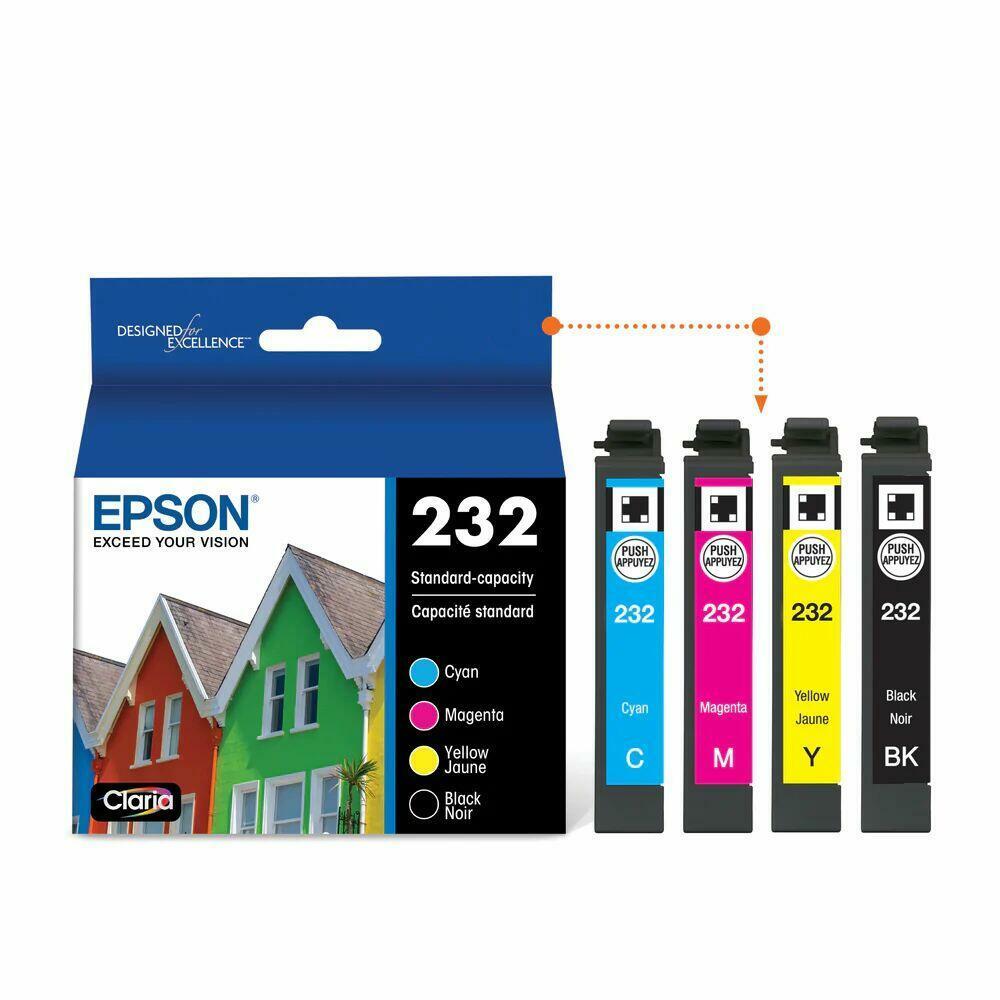 DESIGNED for
EXCELLENCE
EPSON®
EXCEED YOUR VISION
Claria
232
Standard-capacity
Capacité standard
Cyan
Magenta
Yellow
Jaune
Black
Noir
PUSH
APPUYEZ
232
Cyan
C
PUSH
APPUYEZ
232
Magenta
M
PUSH
APPUYEZ
232
Yellow
Jaune
Y
PUSH
APPUYEZ
232
Black
Noir
BK